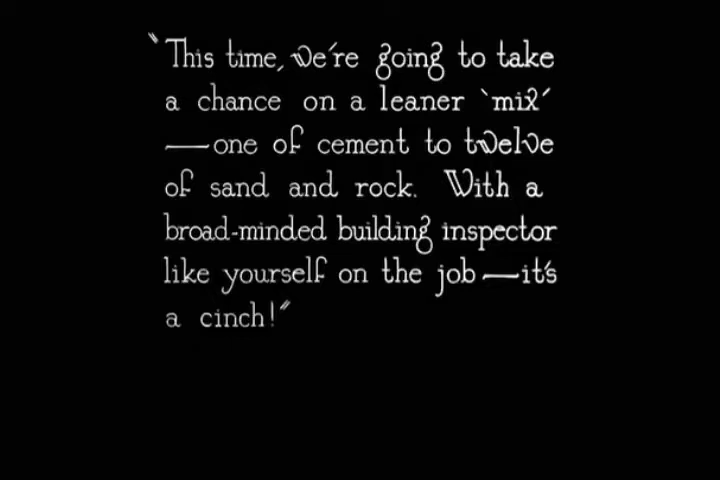 "This time, we're going to take
a chance on a leaner `mix´
—one of cement to twelve
of sand and rock. With a
broad-minded building inspector
like yourself on the job—it's
a cinch!"